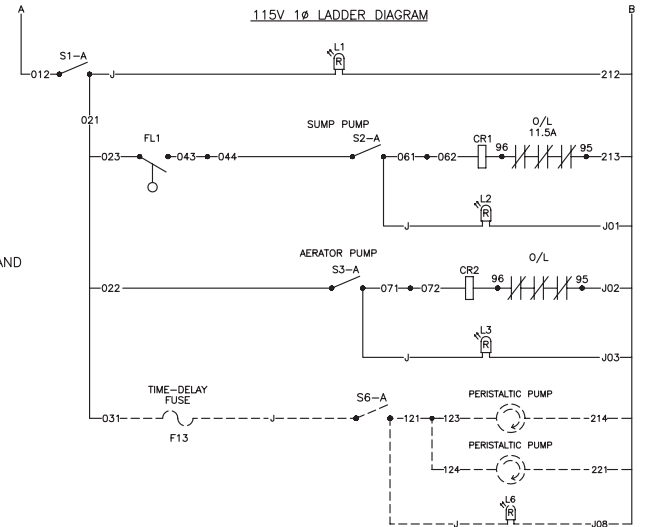 A
115V 1ø LADDER DIAGRAM
B
S1-A
L1
R
012
J
212
021
SUMP PUMP
O/L
11.5A
FL1
S2-A
CR1
96
95
023
043
044
061
062
213
L2
R
J
J01
AND
AERATOR PUMP
O/L
S3-A
CR2
96
95
022
071
072
J02
L3
R
J
J03
TIME-DELAY
FUSE
S6-A
PERISTALTIC PUMP
031
J
121
123
214
F13
PERISTALTIC PUMP
124
221
L6
R
J
J08